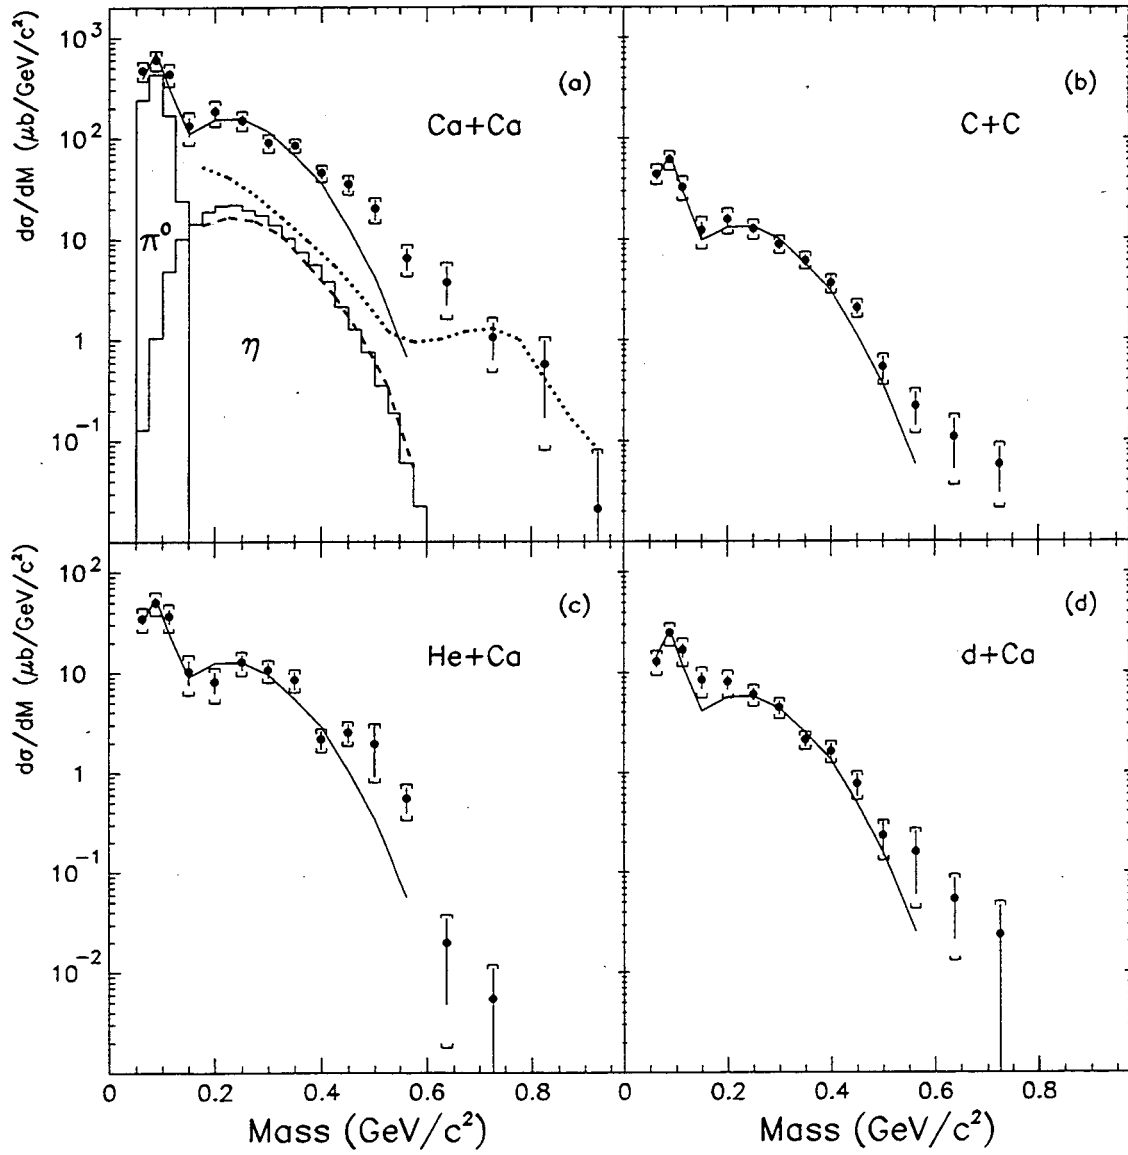 dσ/dM (μb/GeV/c²)
10³
10²
10
1
10⁻¹
(a)
Ca+Ca
π⁰
η
(b)
C+C
dσ/dM (μb/GeV/c²)
10²
10
1
10⁻¹
10⁻²
(c)
He+Ca
(d)
d+Ca
0 0.2 0.4 0.6 0.8 0 0.2 0.4 0.6 0.8
Mass (GeV/c²) Mass (GeV/c²)